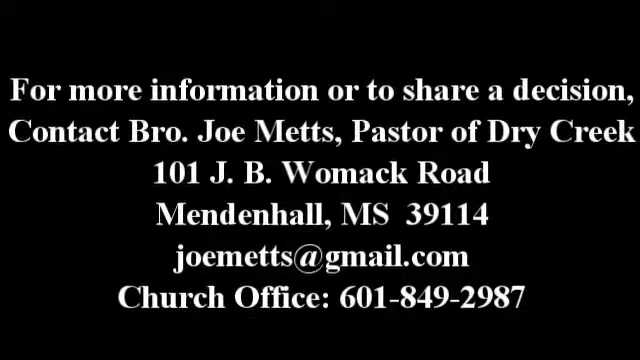 For more information or to share a decision,
Contact Bro. Joe Metts, Pastor of Dry Creek
101 J. B. Womack Road
Mendenhall, MS  39114
joemetts@gmail.com
Church Office: 601-849-2987